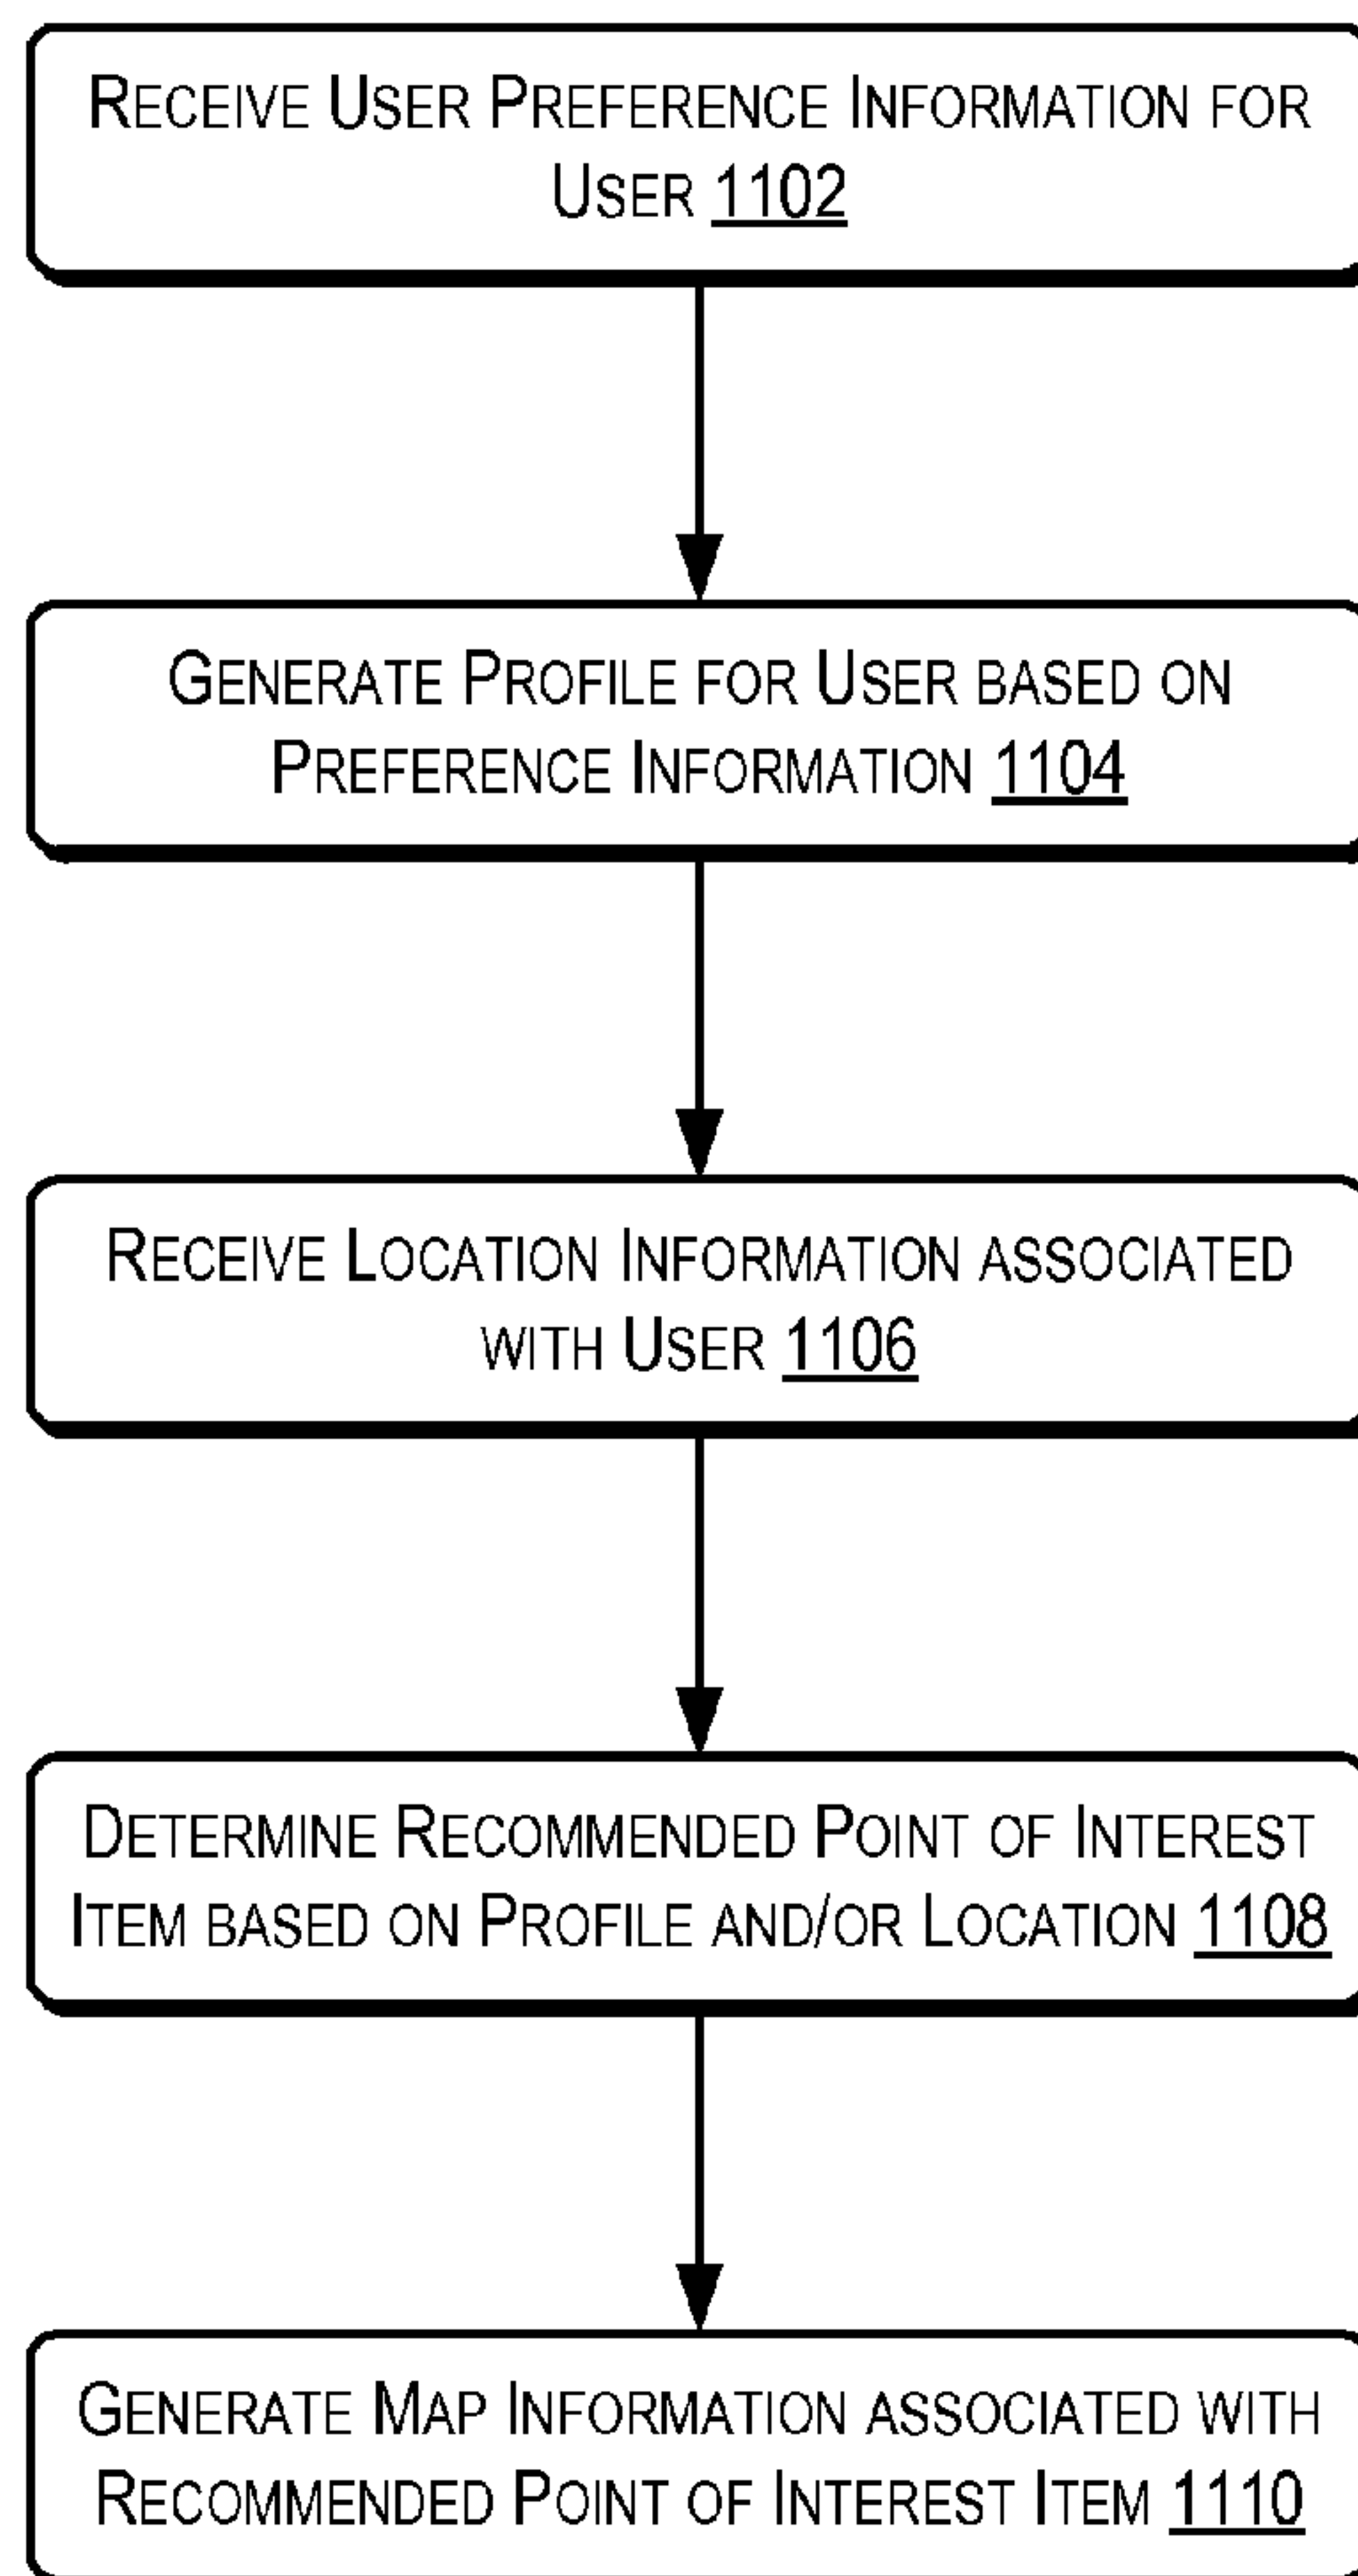 RECEIVE USER PREFERENCE INFORMATION FOR
USER 1102
GENERATE PROFILE FOR USER BASED ON
PREFERENCE INFORMATION 1104
RECEIVE LOCATION INFORMATION ASSOCIATED
WITH USER 1106
DETERMINE RECOMMENDED POINT OF INTEREST
ITEM BASED ON PROFILE AND/OR LOCATION 1108
GENERATE MAP INFORMATION ASSOCIATED WITH
RECOMMENDED POINT OF INTEREST ITEM 1110